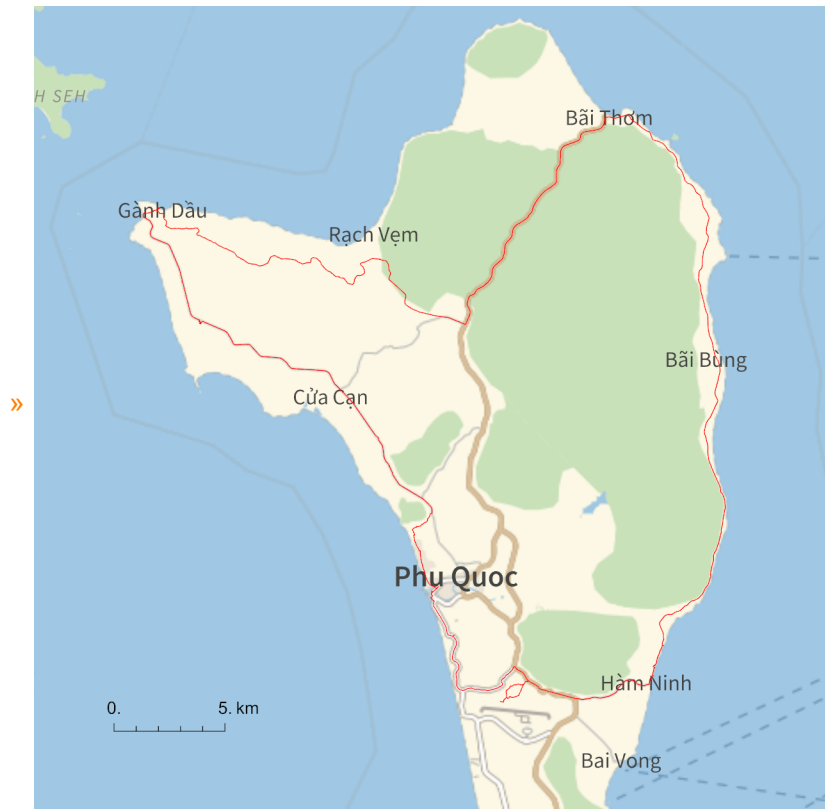 H SEH
Bãi Thơm
Gành Dầu
Rạch Vẹm
Bãi Bùng
»
Cửa Cạn
Phu Quoc
Hàm Ninh
0. 5. km
Bai Vong